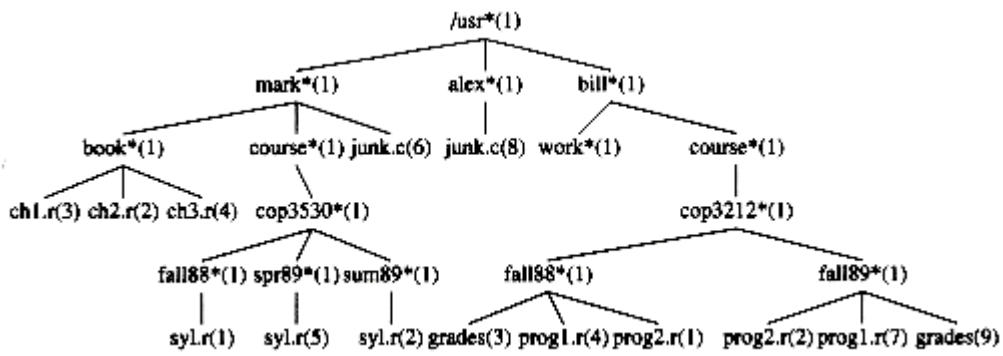 /usr*(1)
mark*(1) alex*(1) bill*(1)
book*(1) course*(1) junk.c(6) junk.c(8) work*(1) course*(1)
ch1.r(3) ch2.r(2) ch3.r(4) cop3530*(1) cop3212*(1)
fall88*(1) spr89*(1) sum89*(1) fall88*(1) fall89*(1)
syl.r(1) syl.r(5) syl.r(2) grades(3) prog1.r(4) prog2.r(1) prog2.r(2) prog1.r(7) grades(9)